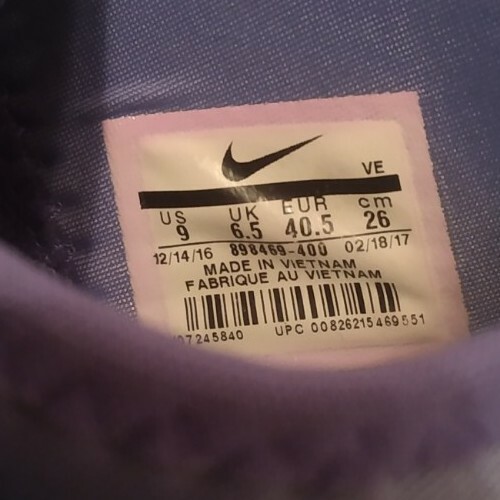 VE
US UK EUR cm
9 6.5 40.5 26
12/14/16 898469-400 02/18/17
MADE IN VIETNAM
FABRIQUE AU VIETNAM
07245840 UPC 00826215469551